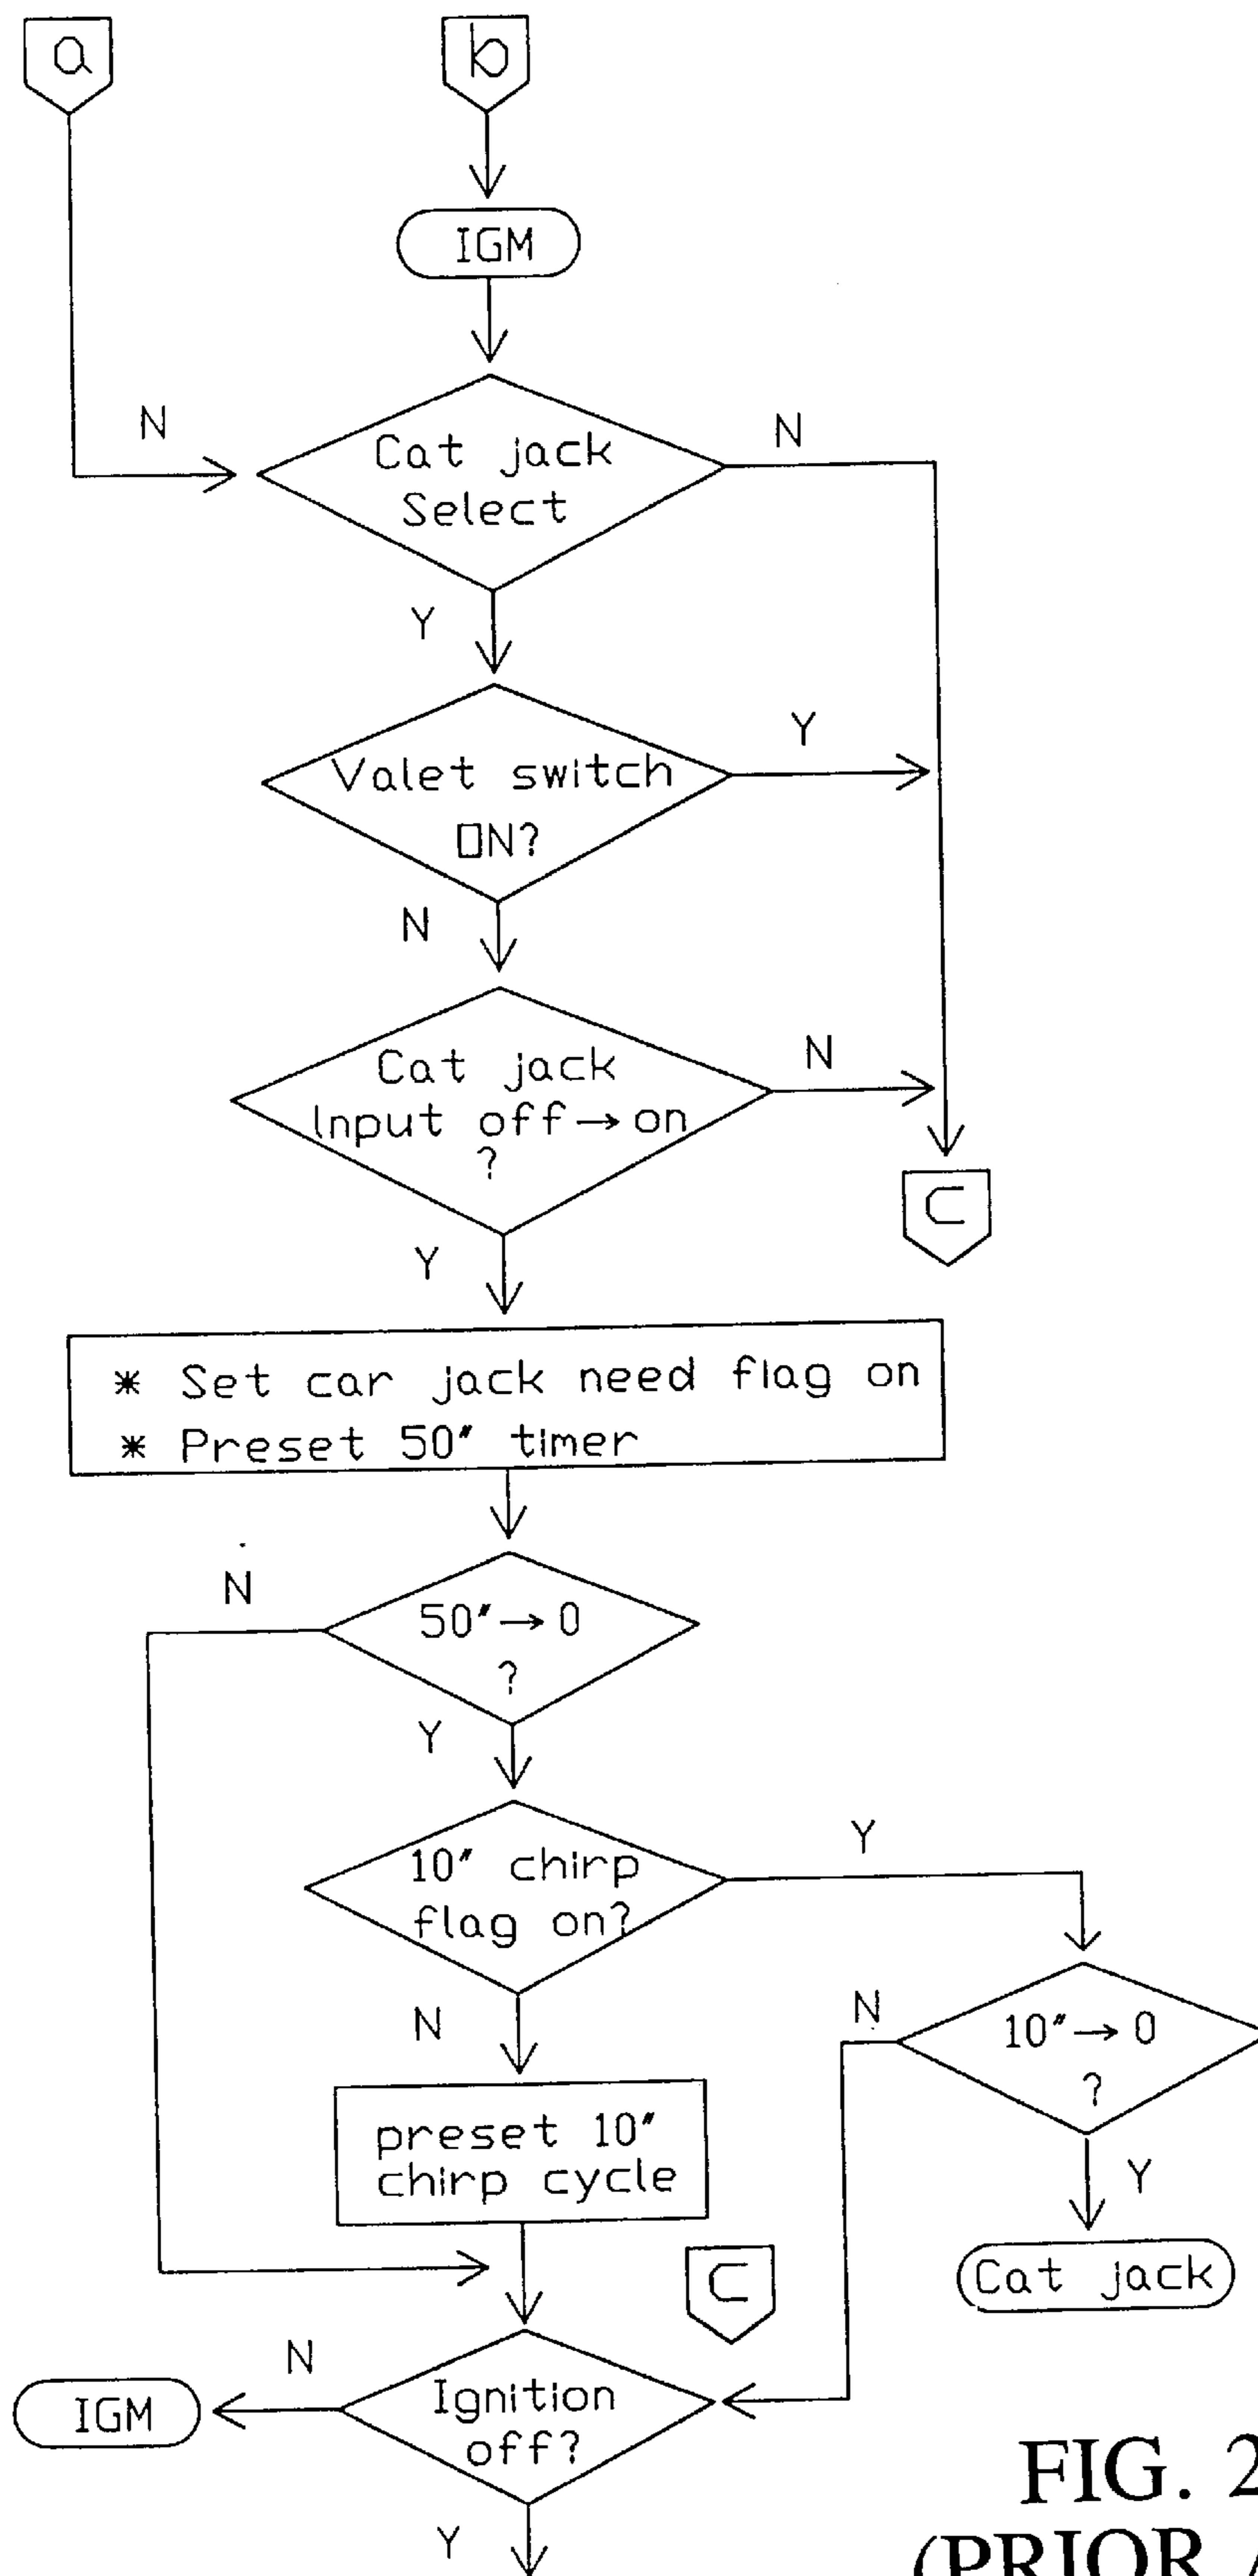 a
b
IGM
N
Cat jack
Select
N
Y
Valet switch
ON?
Y
N
Cat jack
Input off→on
?
N
C
Y
* Set car jack need flag on
* Preset 50″ timer
N
50″→0
?
Y
10″ chirp
flag on?
Y
N
N
10″→0
?
preset 10″
chirp cycle
Y
C
Cat jack
N
IGM
Ignition
off?
Y
FIG. 2
(PRIOR